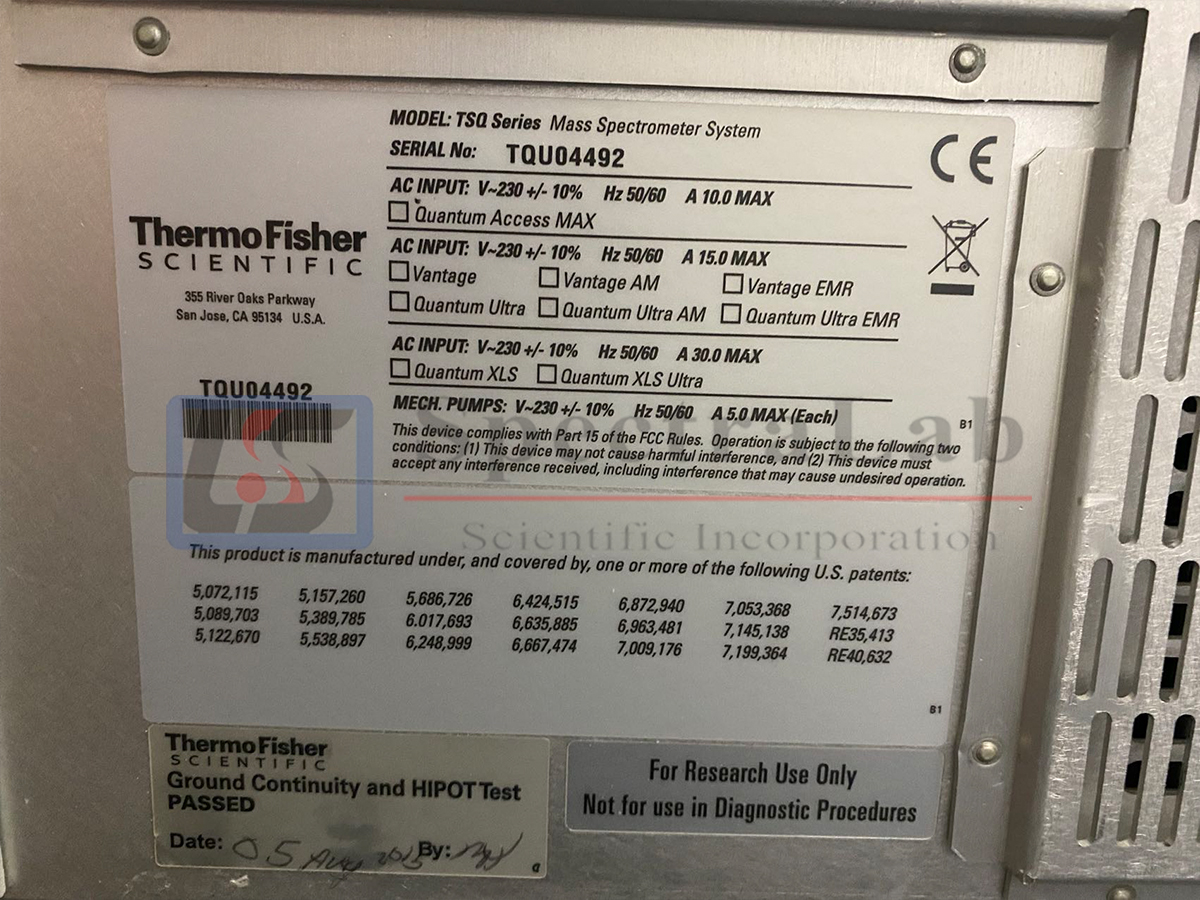 MODEL: TSQ Series Mass Spectrometer System
SERIAL No: TQU04492
AC INPUT: V~230 +/- 10% Hz 50/60 A 10.0 MAX
Quantum Access MAX
AC INPUT: V~230 +/- 10% Hz 50/60 A 15.0 MAX
Vantage Vantage AM Vantage EMR
Quantum Ultra Quantum Ultra AM Quantum Ultra EMR
AC INPUT: V~230 +/- 10% Hz 50/60 A 30.0 MAX
Quantum XLS Quantum XLS Ultra
MECH. PUMPS: V~230 +/- 10% Hz 50/60 A 5.0 MAX (Each)
This device complies with Part 15 of the FCC Rules. Operation is subject to the following two
conditions: (1) This device may not cause harmful interference, and (2) This device must
accept any interference received, including interference that may cause undesired operation.
B1
CE
ThermoFisher
SCIENTIFIC
355 River Oaks Parkway
San Jose, CA 95134 U.S.A.
TQU04492
SpectraLab
Scientific Incorporation
This product is manufactured under, and covered by, one or more of the following U.S. patents:
5,072,115 5,157,260 5,686,726 6,424,515 6,872,940 7,053,368 7,514,673
5,089,703 5,389,785 6.017,693 6,635,885 6,963,481 7,145,138 RE35,413
5,122,670 5,538,897 6,248,999 6,667,474 7,009,176 7,199,364 RE40,632
B1
ThermoFisher
SCIENTIFIC
Ground Continuity and HIPOT Test
PASSED
Date: 05 Aug 2015 By:
For Research Use Only
Not for use in Diagnostic Procedures